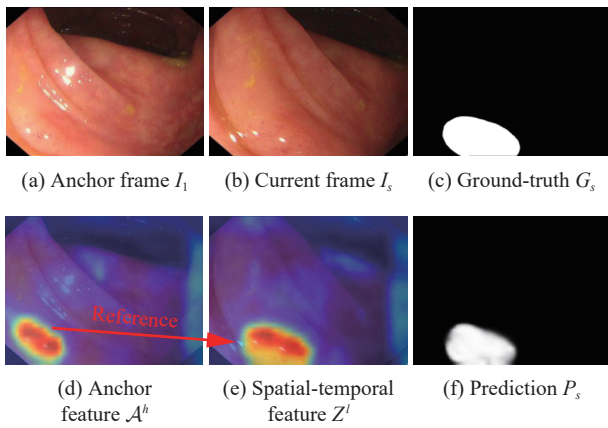 (a) Anchor frame I₁
(b) Current frame Iₛ
(c) Ground-truth Gₛ
Reference
(d) Anchor
feature 𝒜ʰ
(e) Spatial-temporal
feature Zˡ
(f) Prediction Pₛ